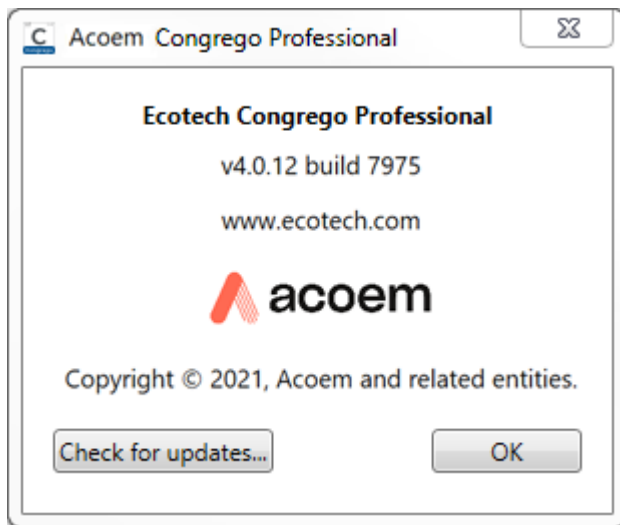 Acoem Congrego Professional
Ecotech Congrego Professional
v4.0.12 build 7975
www.ecotech.com
acoem
Copyright © 2021, Acoem and related entities.
Check for updates... OK